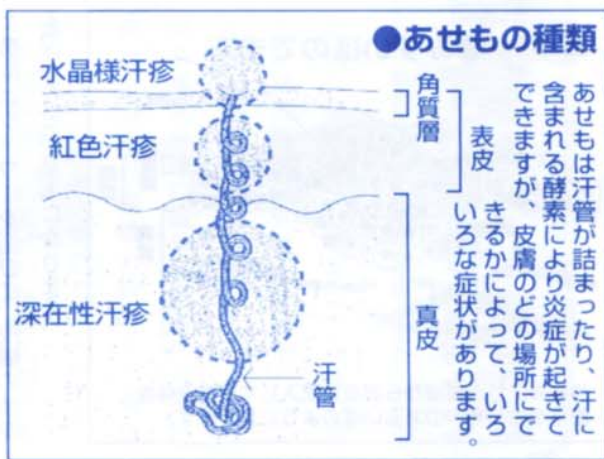 ●あせもの種類
あせもは汗管が詰まったり、汗に
含まれる酵素により炎症が起きて
できますが、皮膚のどの場所にで
きるかによって、いろ
いろな症状があります。
水晶様汗疹
紅色汗疹
深在性汗疹
角質層
表皮
真皮
汗管